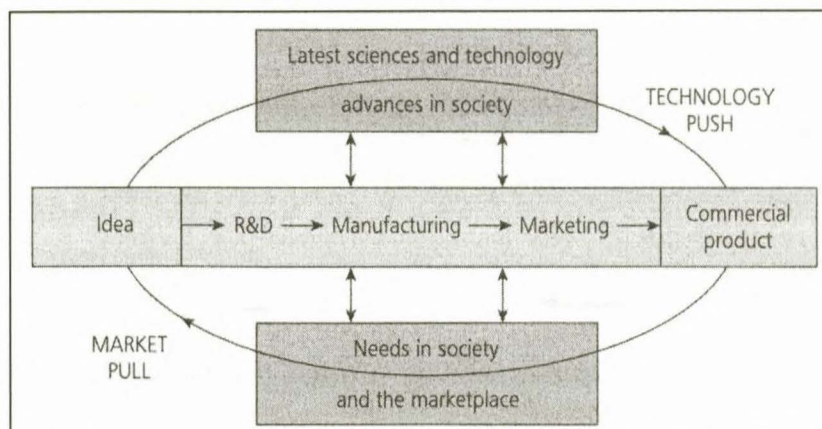 Latest sciences and technology
advances in society
TECHNOLOGY
PUSH
Idea
R&D
Manufacturing
Marketing
Commercial
product
MARKET
PULL
Needs in society
and the marketplace